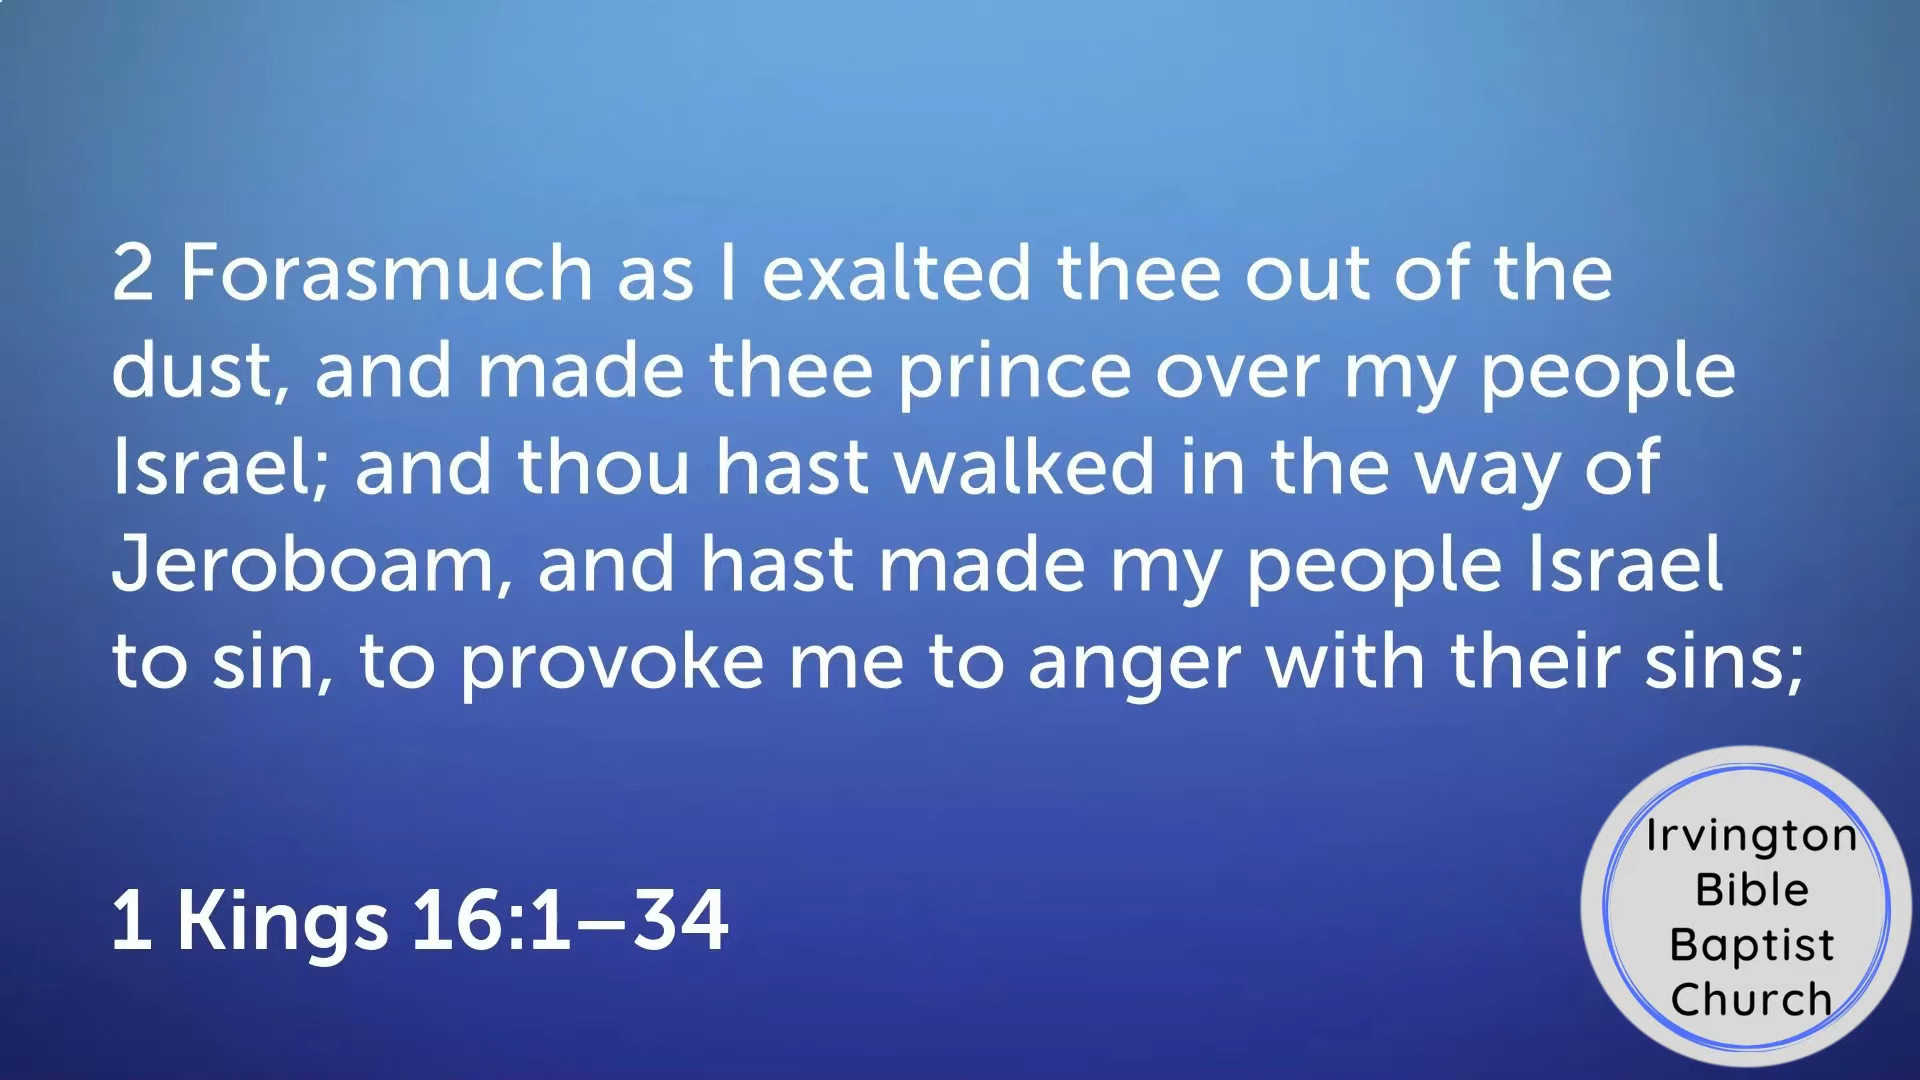 2 Forasmuch as I exalted thee out of the
dust, and made thee prince over my people
Israel; and thou hast walked in the way of
Jeroboam, and hast made my people Israel
to sin, to provoke me to anger with their sins;
1 Kings 16:1–34
Irvington
Bible
Baptist
Church